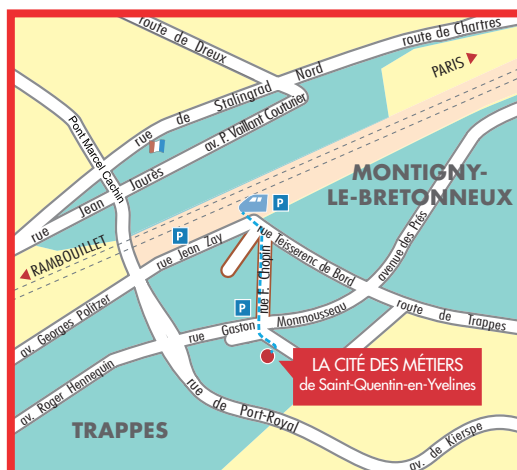 route de Dreux
route de Chartres
PARIS
rue de Stalingrad Nord
av. P. Vaillant Couturier
Pont Marcel Cachin
rue Jean Jaurès
MONTIGNY-
LE-BRETONNEUX
P
P
RAMBOUILLET
rue Jean Zay
rue Teisserenc de Bord
rue F. Chopin
avenue des Prés
av. Georges Politzer
P
rue Gaston Monmousseau
route de Trappes
LA CITÉ DES MÉTIERS
de Saint-Quentin-en-Yvelines
av. Roger Hennequin
rue de Port-Royal
TRAPPES
av. de Kierspe